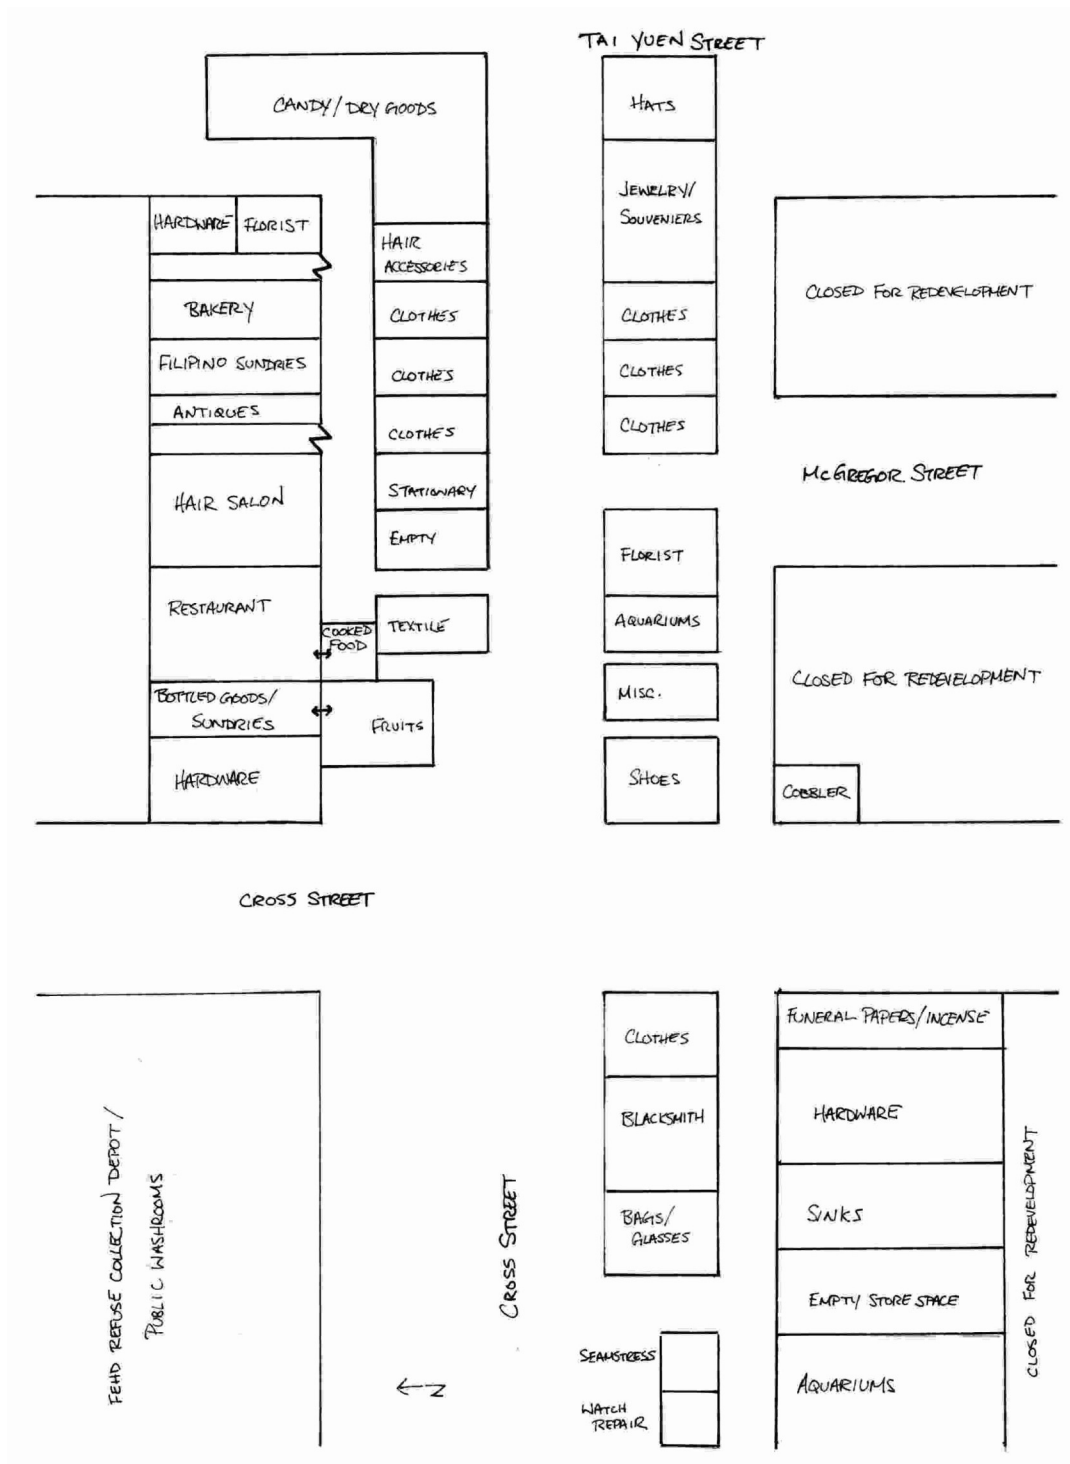 TAI YUEN STREET
CANDY/DRY GOODS
HATS
JEWELRY/
SOUVENIERS
HARDWARE
FLORIST
HAIR
ACCESSORIES
CLOSED FOR REDEVELOPMENT
BAKERY
CLOTHES
CLOTHES
FILIPINO SUNDRIES
CLOTHES
CLOTHES
ANTIQUES
CLOTHES
CLOTHES
MCGREGOR STREET
HAIR SALON
STATIONARY
EMPTY
FLORIST
RESTAURANT
COOKED
FOOD
TEXTILE
AQUARIUMS
CLOSED FOR REDEVELOPMENT
BOTTLED GOODS/
SUNDRIES
FRUITS
MISC.
HARDWARE
SHOES
COBBLER
CROSS STREET
FUNERAL PAPERS/INCENSE
CLOTHES
BLACKSMITH
HARDWARE
FEHD REFUSE COLLECTION DEPOT/
PUBLIC WASHROOMS
CROSS STREET
BAGS/
GLASSES
SINKS
CLOSED FOR REDEVELOPMENT
EMPTY STORE SPACE
SEAMSTRESS
AQUARIUMS
N
WATCH
REPAIR